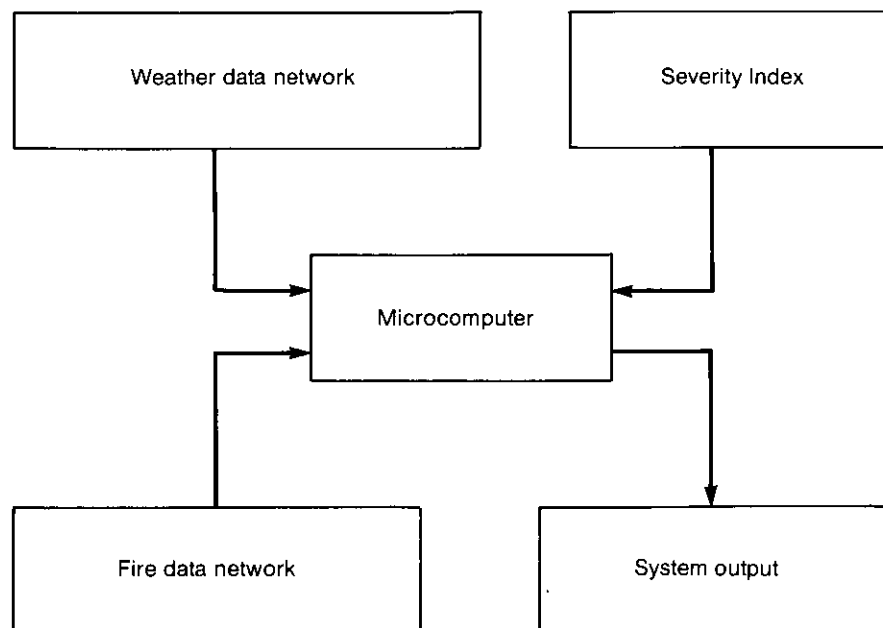 Weather data network
Severity Index
Microcomputer
Fire data network
System output